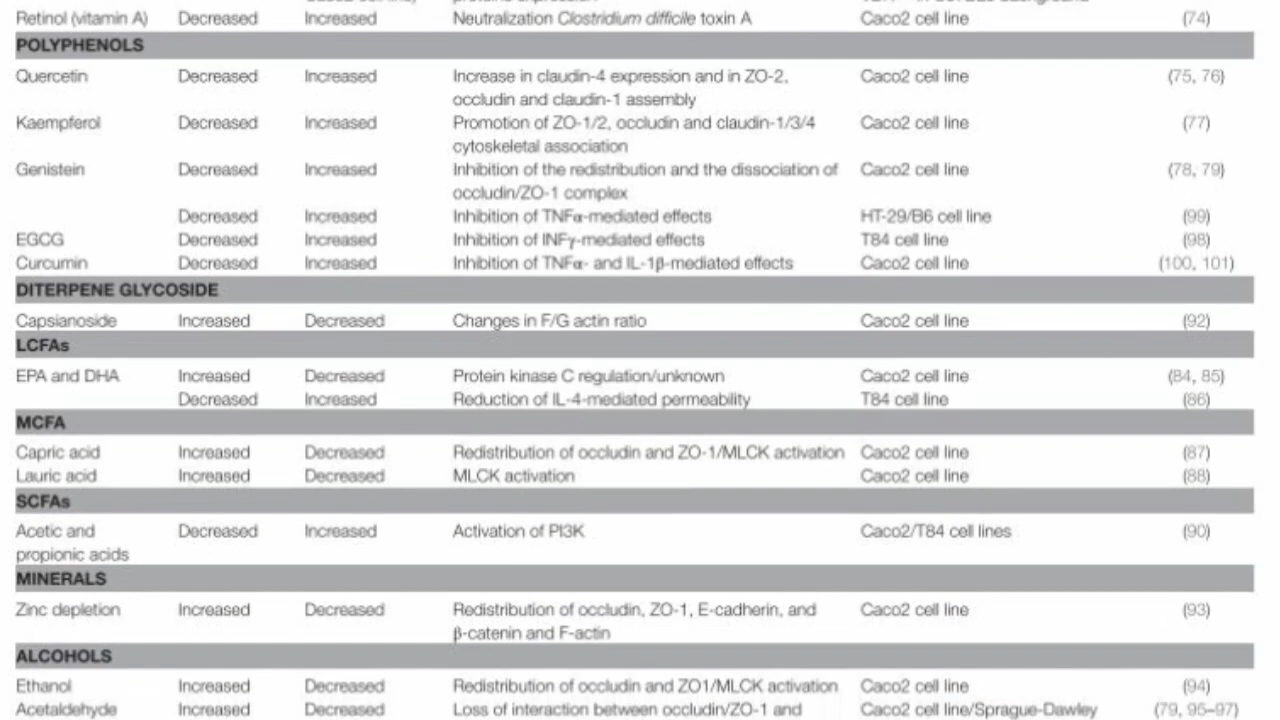 Retinol (vitamin A) Decreased Increased Neutralization Clostridium difficile toxin A Caco2 cell line (74)
POLYPHENOLS
Quercetin Decreased Increased Increase in claudin-4 expression and in ZO-2, Caco2 cell line (75, 76)
occludin and claudin-1 assembly
Kaempferol Decreased Increased Promotion of ZO-1/2, occludin and claudin-1/3/4 Caco2 cell line (77)
cytoskeletal association
Genistein Decreased Increased Inhibition of the redistribution and the dissociation of Caco2 cell line (78, 79)
occludin/ZO-1 complex
Decreased Increased Inhibition of TNFα-mediated effects HT-29/B6 cell line (99)
EGCG Decreased Increased Inhibition of INFγ-mediated effects T84 cell line (98)
Curcumin Decreased Increased Inhibition of TNFα- and IL-1β-mediated effects Caco2 cell line (100, 101)
DITERPENE GLYCOSIDE
Capsianoside Increased Decreased Changes in F/G actin ratio Caco2 cell line (92)
LCFAs
EPA and DHA Increased Decreased Protein kinase C regulation/unknown Caco2 cell line (84, 85)
Decreased Increased Reduction of IL-4-mediated permeability T84 cell line (86)
MCFA
Capric acid Increased Decreased Redistribution of occludin and ZO-1/MLCK activation Caco2 cell line (87)
Lauric acid Increased Decreased MLCK activation Caco2 cell line (88)
SCFAs
Acetic and Decreased Increased Activation of PI3K Caco2/T84 cell lines (90)
propionic acids
MINERALS
Zinc depletion Increased Decreased Redistribution of occludin, ZO-1, E-cadherin, and Caco2 cell line (93)
β-catenin and F-actin
ALCOHOLS
Ethanol Increased Decreased Redistribution of occludin and ZO1/MLCK activation Caco2 cell line (94)
Acetaldehyde Increased Decreased Loss of interaction between occludin/ZO-1 and Caco2 cell line/Sprague-Dawley (79, 95–97)